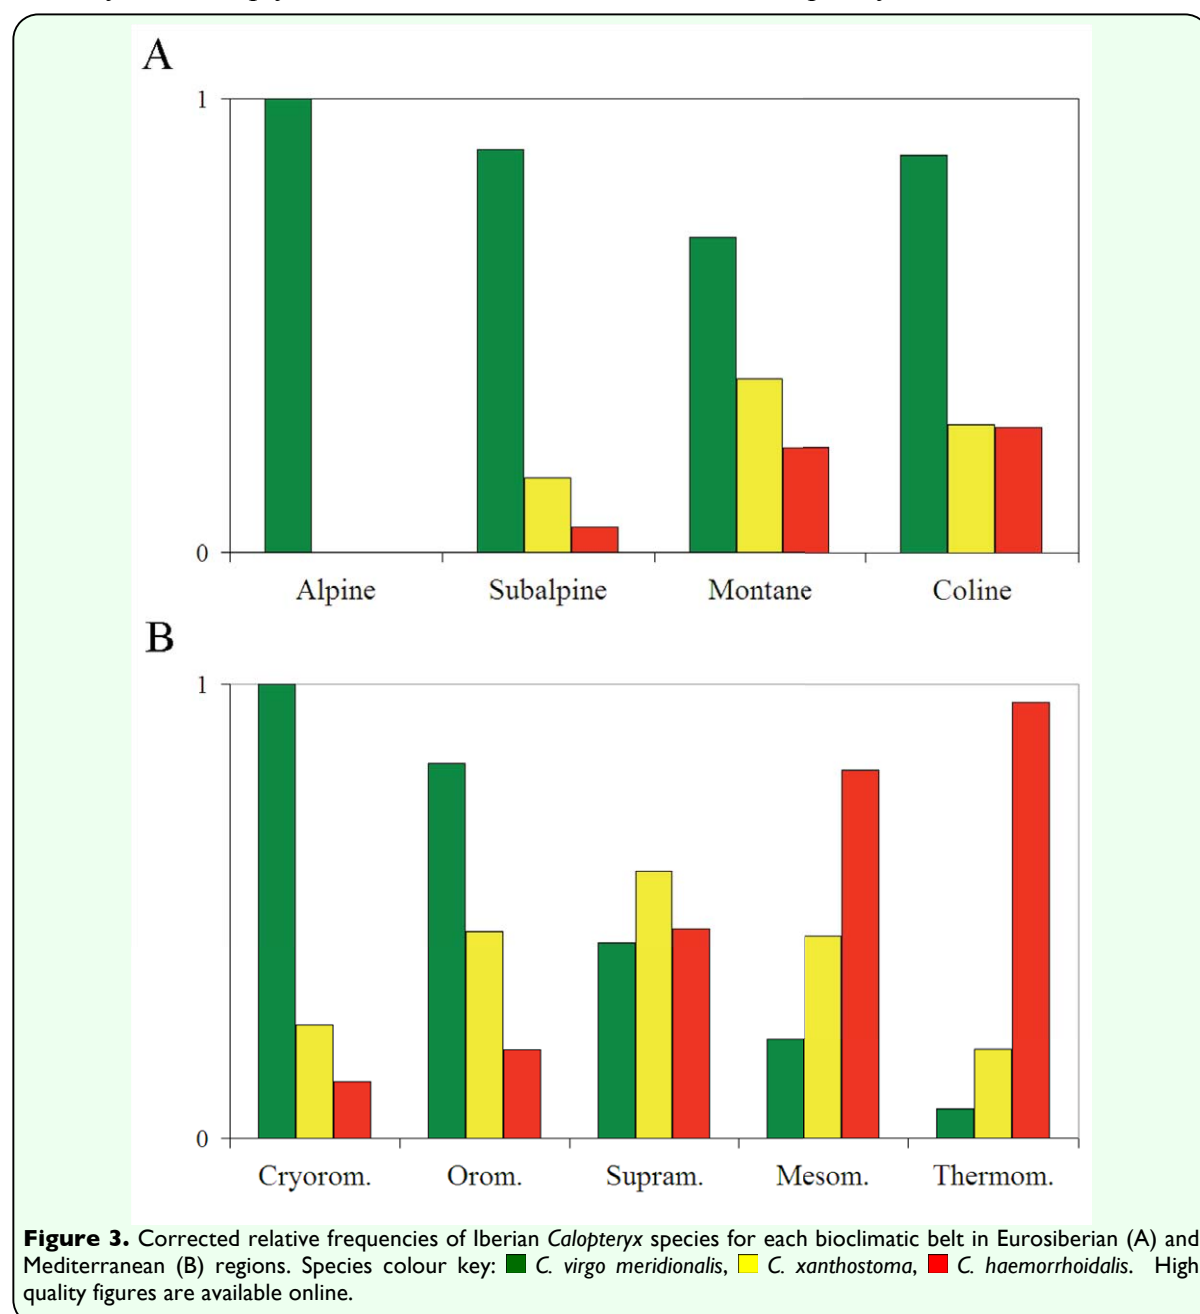 A
1
0
Alpine Subalpine Montane Coline
B
1
0
Cryorom. Orom. Supram. Mesom. Thermom.
Figure 3. Corrected relative frequencies of Iberian Calopteryx species for each bioclimatic belt in Eurosiberian (A) and
Mediterranean (B) regions. Species colour key: C. virgo meridionalis, C. xanthostoma, C. haemorrhoidalis. High
quality figures are available online.